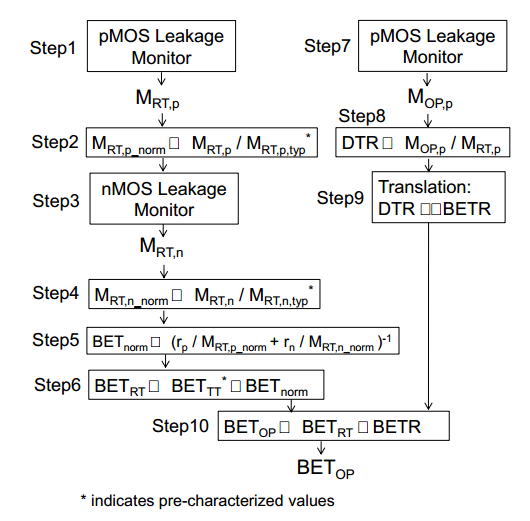 Step1
pMOS Leakage
Monitor
M_RT,p
Step2
M_RT,p_norm □ M_RT,p / M_RT,p,typ*
Step3
nMOS Leakage
Monitor
M_RT,n
Step4
M_RT,n_norm □ M_RT,n / M_RT,n,typ*
Step5
BET_norm □ (r_p / M_RT,p_norm + r_n / M_RT,n_norm)^-1
Step6
BET_RT □ BET_TT* □ BET_norm
Step7
pMOS Leakage
Monitor
M_OP,p
Step8
DTR □ M_OP,p / M_RT,p
Step9
Translation:
DTR □□ BETR
Step10
BET_OP □ BET_RT □ BETR
BET_OP
* indicates pre-characterized values